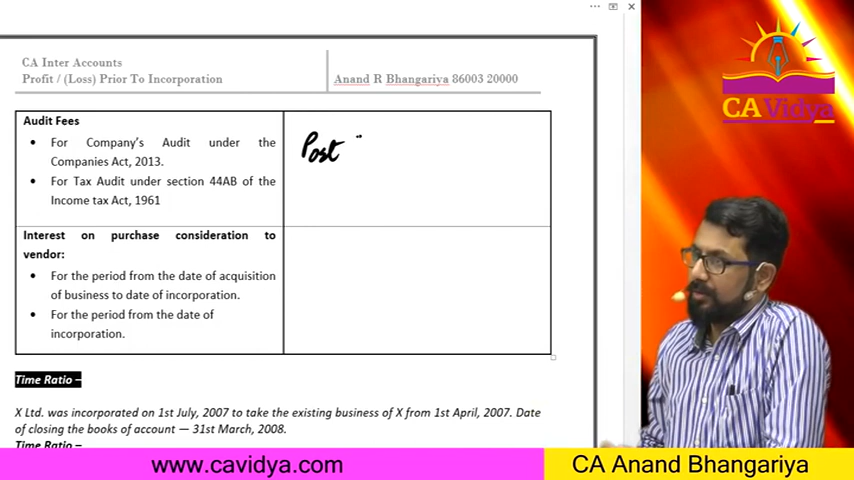 CA Inter Accounts
Profit / (Loss) Prior To Incorporation
Anand R Bhangariya 86003 20000
CA Vidya
Audit Fees
• For Company's Audit under the
Companies Act, 2013.
• For Tax Audit under section 44AB of the
Income tax Act, 1961
Post
Interest on purchase consideration to
vendor:
• For the period from the date of acquisition
of business to date of incorporation.
• For the period from the date of
incorporation.
Time Ratio –
X Ltd. was incorporated on 1st July, 2007 to take the existing business of X from 1st April, 2007. Date
of closing the books of account — 31st March, 2008.
Time Ratio –
www.cavidya.com
CA Anand Bhangariya